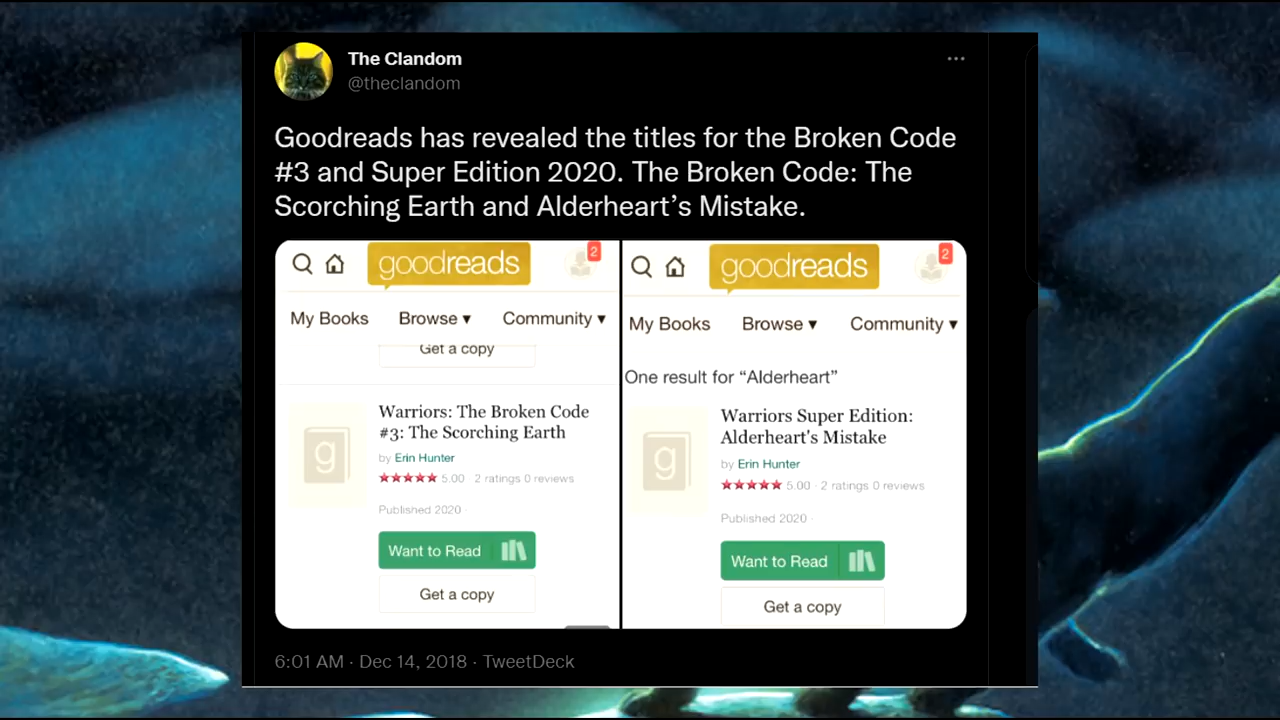 The Clandom
@theclandom
Goodreads has revealed the titles for the Broken Code
#3 and Super Edition 2020. The Broken Code: The
Scorching Earth and Alderheart’s Mistake.
goodreads 2
My Books Browse ▾ Community ▾
Get a copy
Warriors: The Broken Code
#3: The Scorching Earth
by Erin Hunter
★★★★★ 5.00 · 2 ratings 0 reviews
Published 2020 ·
Want to Read
Get a copy
goodreads 2
My Books Browse ▾ Community ▾
One result for “Alderheart”
Warriors Super Edition:
Alderheart's Mistake
by Erin Hunter
★★★★★ 5.00 · 2 ratings 0 reviews
Published 2020 ·
Want to Read
Get a copy
6:01 AM · Dec 14, 2018 · TweetDeck